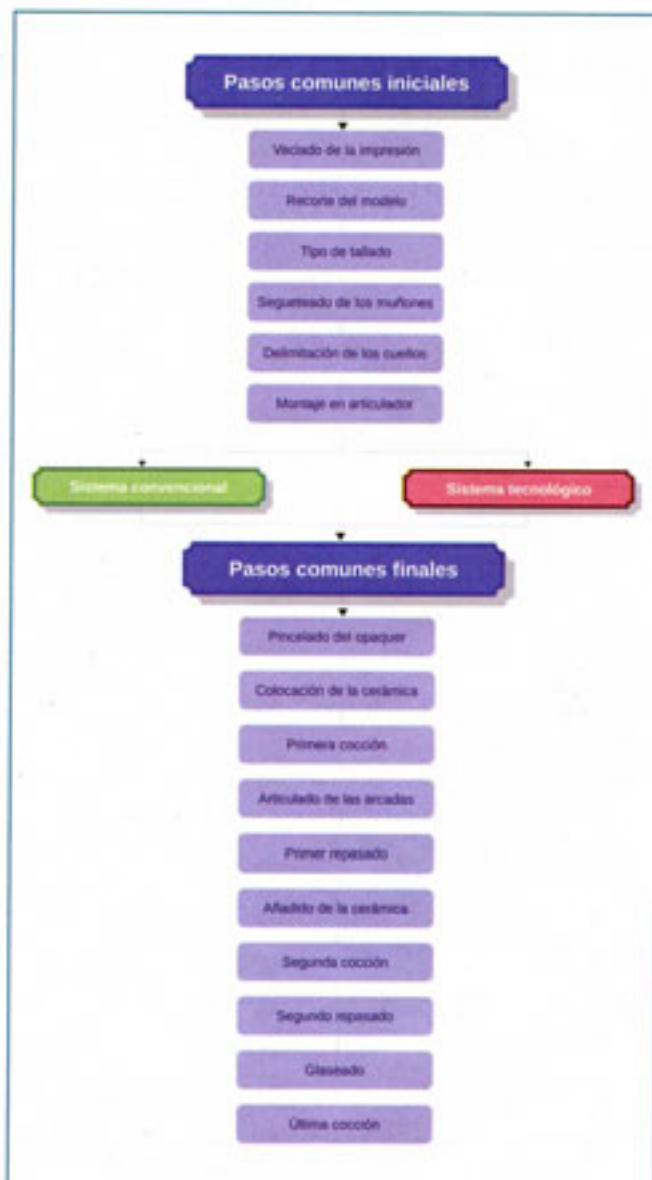 Pasos comunes iniciales
Vaciado de la impresión
Recorte del modelo
Tipo de tallado
Segueteado de los muñones
Delimitación de los cuellos
Montaje en articulador
Sistema convencional
Sistema tecnológico
Pasos comunes finales
Pincelado del opaquer
Colocación de la cerámica
Primera cocción
Articulado de las arcadas
Primer repasado
Añadido de la cerámica
Segunda cocción
Segundo repasado
Glaseado
Última cocción